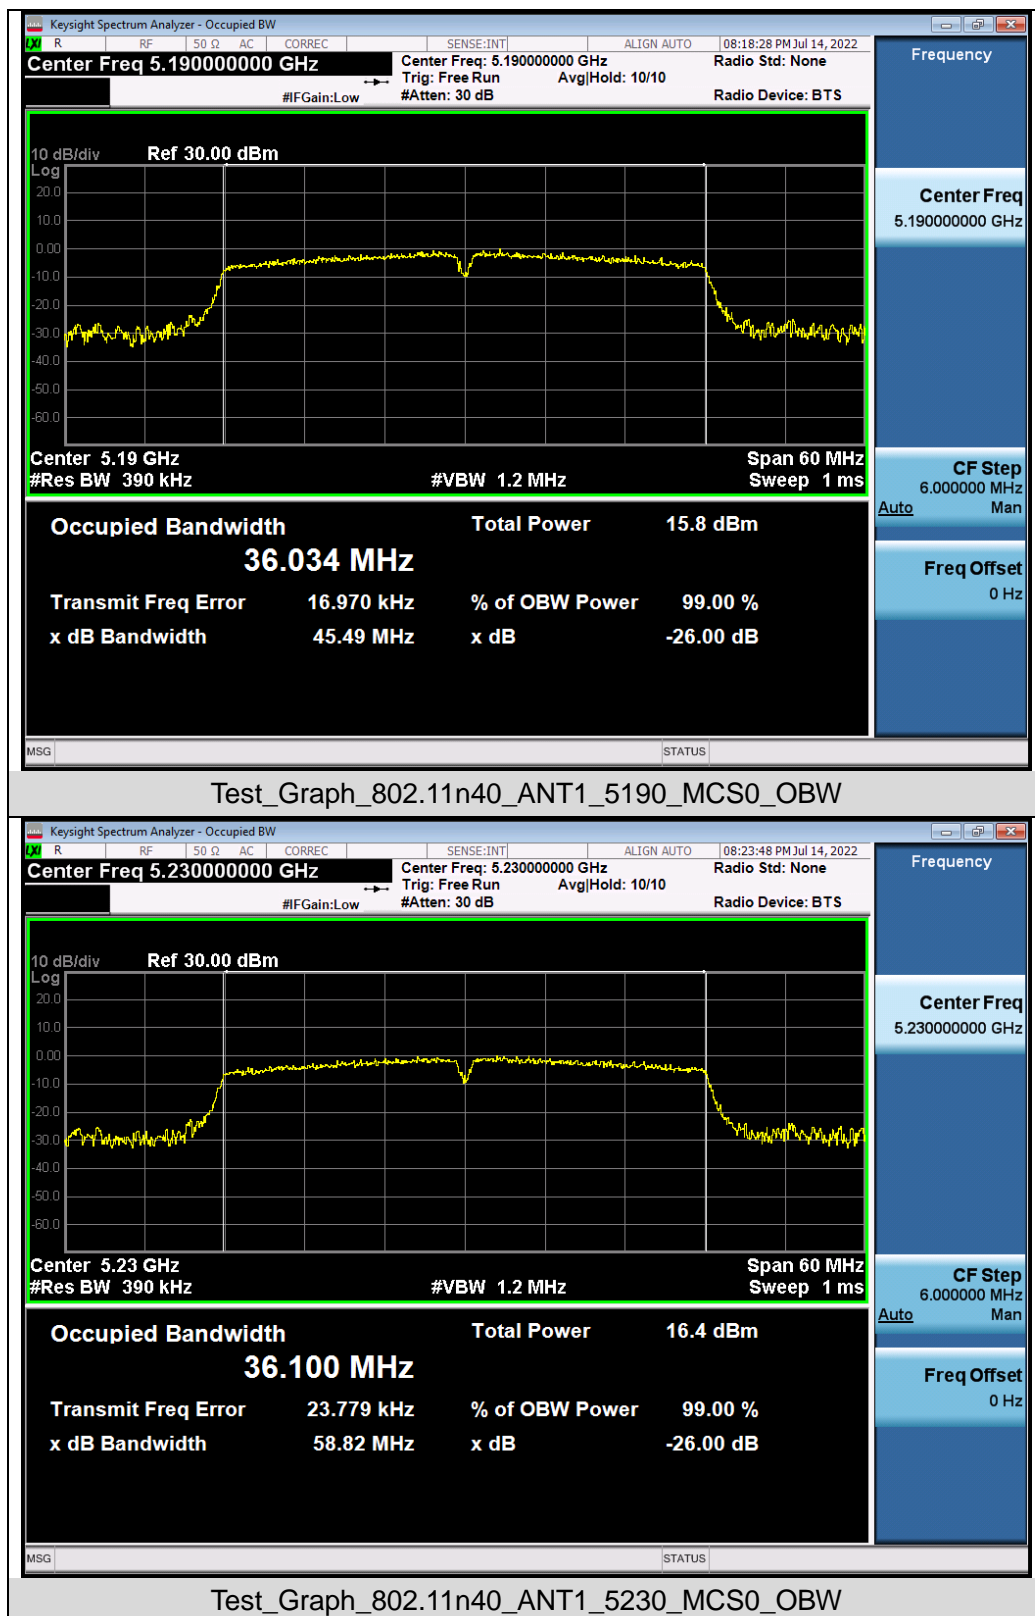 Keysight Spectrum Analyzer - Occupied BW
LXI R RF 50 Ω AC CORREC SENSE:INT ALIGN AUTO 08:18:28 PM Jul 14, 2022
Center Freq 5.190000000 GHz
Center Freq: 5.190000000 GHz
Radio Std: None
Trig: Free Run Avg|Hold: 10/10
#IFGain:Low
#Atten: 30 dB
Radio Device: BTS
Frequency
10 dB/div Ref 30.00 dBm
Log
20.0
10.0
0.00
-10.0
-20.0
-30.0
-40.0
-50.0
-60.0
Center 5.19 GHz Span 60 MHz
#Res BW 390 kHz #VBW 1.2 MHz Sweep 1 ms
Center Freq
5.190000000 GHz
CF Step
6.000000 MHz
Auto Man
Freq Offset
0 Hz
Occupied Bandwidth Total Power 15.8 dBm
36.034 MHz
Transmit Freq Error 16.970 kHz % of OBW Power 99.00 %
x dB Bandwidth 45.49 MHz x dB -26.00 dB
MSG STATUS
Test_Graph_802.11n40_ANT1_5190_MCS0_OBW
Keysight Spectrum Analyzer - Occupied BW
LXI R RF 50 Ω AC CORREC SENSE:INT ALIGN AUTO 08:23:48 PM Jul 14, 2022
Center Freq 5.230000000 GHz
Center Freq: 5.230000000 GHz
Radio Std: None
Trig: Free Run Avg|Hold: 10/10
#IFGain:Low
#Atten: 30 dB
Radio Device: BTS
Frequency
10 dB/div Ref 30.00 dBm
Log
20.0
10.0
0.00
-10.0
-20.0
-30.0
-40.0
-50.0
-60.0
Center 5.23 GHz Span 60 MHz
#Res BW 390 kHz #VBW 1.2 MHz Sweep 1 ms
Center Freq
5.230000000 GHz
CF Step
6.000000 MHz
Auto Man
Freq Offset
0 Hz
Occupied Bandwidth Total Power 16.4 dBm
36.100 MHz
Transmit Freq Error 23.779 kHz % of OBW Power 99.00 %
x dB Bandwidth 58.82 MHz x dB -26.00 dB
MSG STATUS
Test_Graph_802.11n40_ANT1_5230_MCS0_OBW